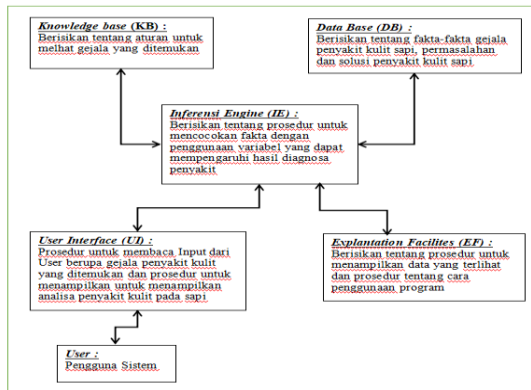 Knowledge base (KB) :
Berisikan tentang aturan untuk
melhat gejala yang ditemukan
Data Base (DB) :
Berisikan tentang fakta-fakta gejala
penyakit kulit sapi, permasalahan
dan solusi penyakit kulit sapi
Inferensi Engine (IE) :
Berisikan tentang prosedur untuk
mencocokan fakta dengan
penggunaan variabel yang dapat
mempengaruhi hasil diagnosa
penyakit
User Interface (UI) :
Prosedur untuk membaca Input dari
User berupa gejala penyakit kulit
yang ditemukan dan prosedur untuk
menampilkan untuk menampilkan
analisa penyakit kulit pada sapi
Explantation Facilites (EF) :
Berisikan tentang prosedur untuk
menampilkan data yang terlihat
dan prosedur tentang cara
penggunaan program
User :
Pengguna Sistem